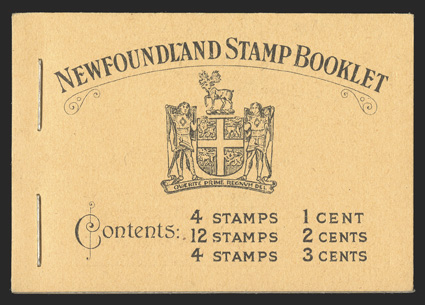 NEWFOUNDLAND STAMP BOOKLET
QUÆRITE PRIME REGNUM DEI
Contents:
4 STAMPS 1 CENT
12 STAMPS 2 CENTS
4 STAMPS 3 CENTS